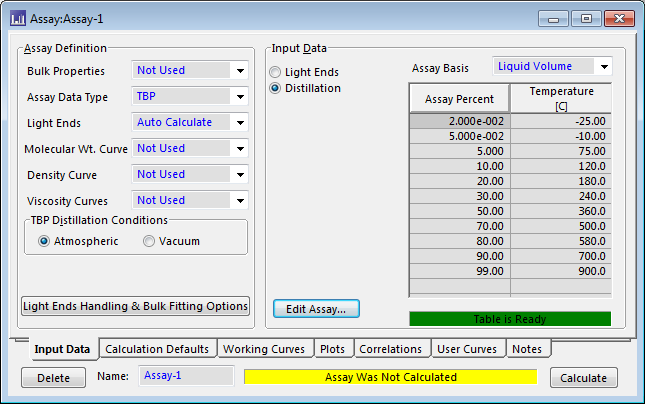 Assay:Assay-1
Assay Definition
Bulk Properties Not Used
Assay Data Type TBP
Light Ends Auto Calculate
Molecular Wt. Curve Not Used
Density Curve Not Used
Viscosity Curves Not Used
TBP Distillation Conditions
Atmospheric Vacuum
Light Ends Handling & Bulk Fitting Options
Input Data
Light Ends
Distillation
Assay Basis Liquid Volume
Assay Percent Temperature
[C]
2.000e-002 -25.00
5.000e-002 -10.00
5.000 75.00
10.00 120.0
20.00 180.0
30.00 240.0
50.00 360.0
70.00 500.0
80.00 580.0
90.00 700.0
99.00 900.0
Edit Assay...
Table is Ready
Input Data Calculation Defaults Working Curves Plots Correlations User Curves Notes
Delete Name: Assay-1 Assay Was Not Calculated Calculate